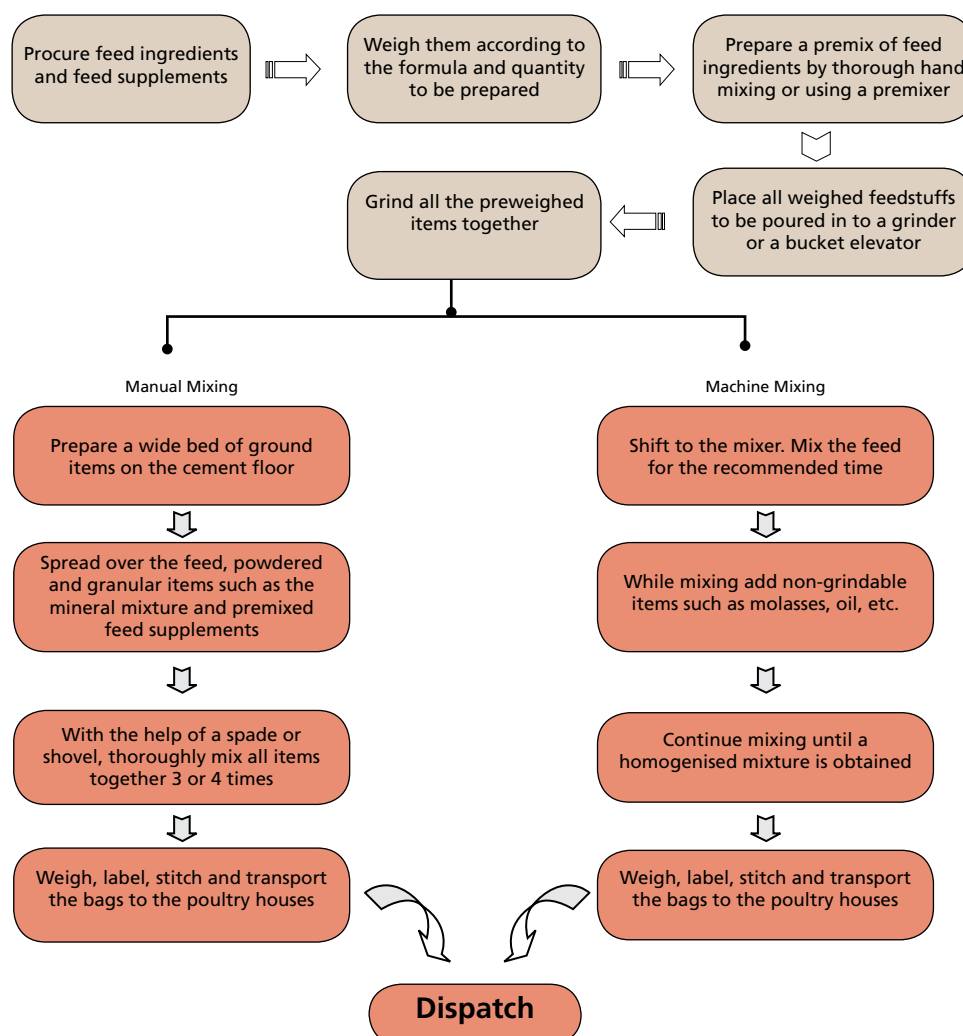 Procure feed ingredients
and feed supplements
Weigh them according to
the formula and quantity
to be prepared
Prepare a premix of feed
ingredients by thorough hand
mixing or using a premixer
Grind all the preweighed
items together
Place all weighed feedstuffs
to be poured in to a grinder
or a bucket elevator
Manual Mixing
Machine Mixing
Prepare a wide bed of ground
items on the cement floor
Shift to the mixer. Mix the feed
for the recommended time
Spread over the feed, powdered
and granular items such as the
mineral mixture and premixed
feed supplements
While mixing add non-grindable
items such as molasses, oil, etc.
With the help of a spade or
shovel, thoroughly mix all items
together 3 or 4 times
Continue mixing until a
homogenised mixture is obtained
Weigh, label, stitch and transport
the bags to the poultry houses
Weigh, label, stitch and transport
the bags to the poultry houses
Dispatch